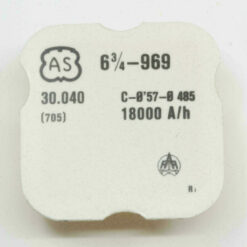 AS 6¾-969
30.040 C-Ø'57-Ø 485
(705) 18000 A/h
R.